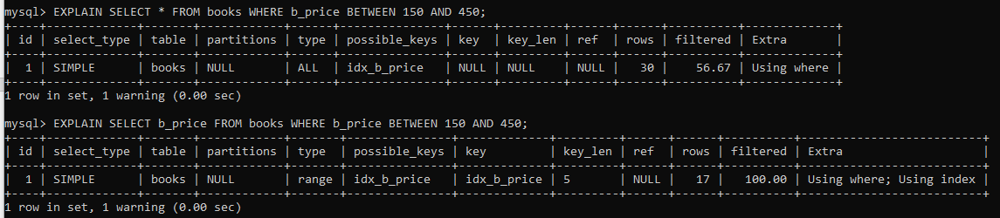 mysql> EXPLAIN SELECT * FROM books WHERE b_price BETWEEN 150 AND 450;
+----+-------------+-------+------------+------+---------------+------+---------+------+------+----------+-------------+
| id | select_type | table | partitions | type | possible_keys | key  | key_len | ref  | rows | filtered | Extra       |
+----+-------------+-------+------------+------+---------------+------+---------+------+------+----------+-------------+
|  1 | SIMPLE      | books | NULL       | ALL  | idx_b_price   | NULL | NULL    | NULL |   30 |    56.67 | Using where |
+----+-------------+-------+------------+------+---------------+------+---------+------+------+----------+-------------+
1 row in set, 1 warning (0.00 sec)
mysql> EXPLAIN SELECT b_price FROM books WHERE b_price BETWEEN 150 AND 450;
+----+-------------+-------+------------+-------+---------------+-------------+---------+------+------+----------+--------------------------+
| id | select_type | table | partitions | type  | possible_keys | key         | key_len | ref  | rows | filtered | Extra                    |
+----+-------------+-------+------------+-------+---------------+-------------+---------+------+------+----------+--------------------------+
|  1 | SIMPLE      | books | NULL       | range | idx_b_price   | idx_b_price | 5       | NULL |   17 |   100.00 | Using where; Using index |
+----+-------------+-------+------------+-------+---------------+-------------+---------+------+------+----------+--------------------------+
1 row in set, 1 warning (0.00 sec)